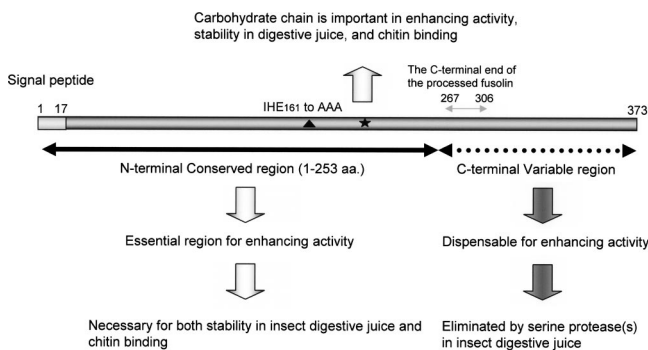 Carbohydrate chain is important in enhancing activity,
stability in digestive juice, and chitin binding
Signal peptide
The C-terminal end of
the processed fusolin
1 17
IHE161 to AAA
267 306
373
N-terminal Conserved region (1-253 aa.)
C-terminal Variable region
Essential region for enhancing activity
Dispensable for enhancing activity
Necessary for both stability in insect digestive juice and
chitin binding
Eliminated by serine protease(s)
in insect digestive juice